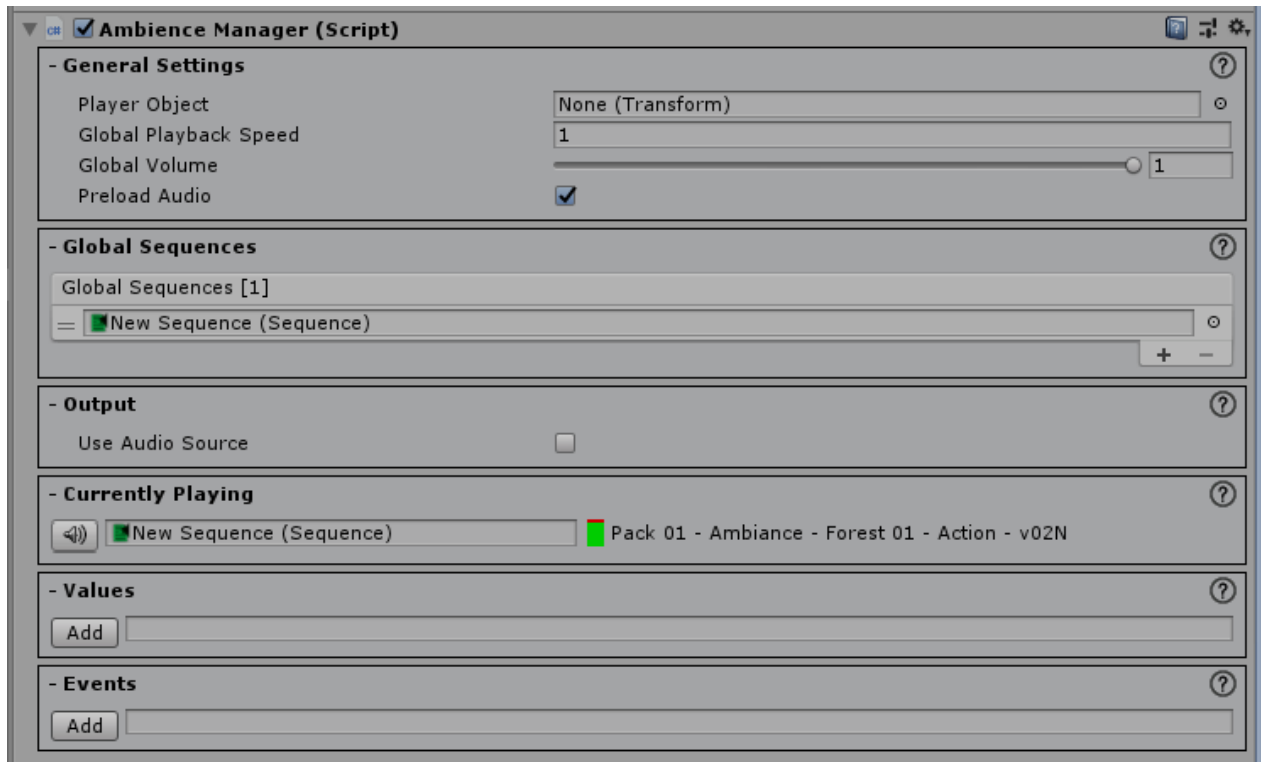 Ambience Manager (Script)
- General Settings
Player Object None (Transform)
Global Playback Speed 1
Global Volume 1
Preload Audio
- Global Sequences
Global Sequences [1]
New Sequence (Sequence)
+ −
- Output
Use Audio Source
- Currently Playing
New Sequence (Sequence) Pack 01 - Ambiance - Forest 01 - Action - v02N
- Values
Add
- Events
Add